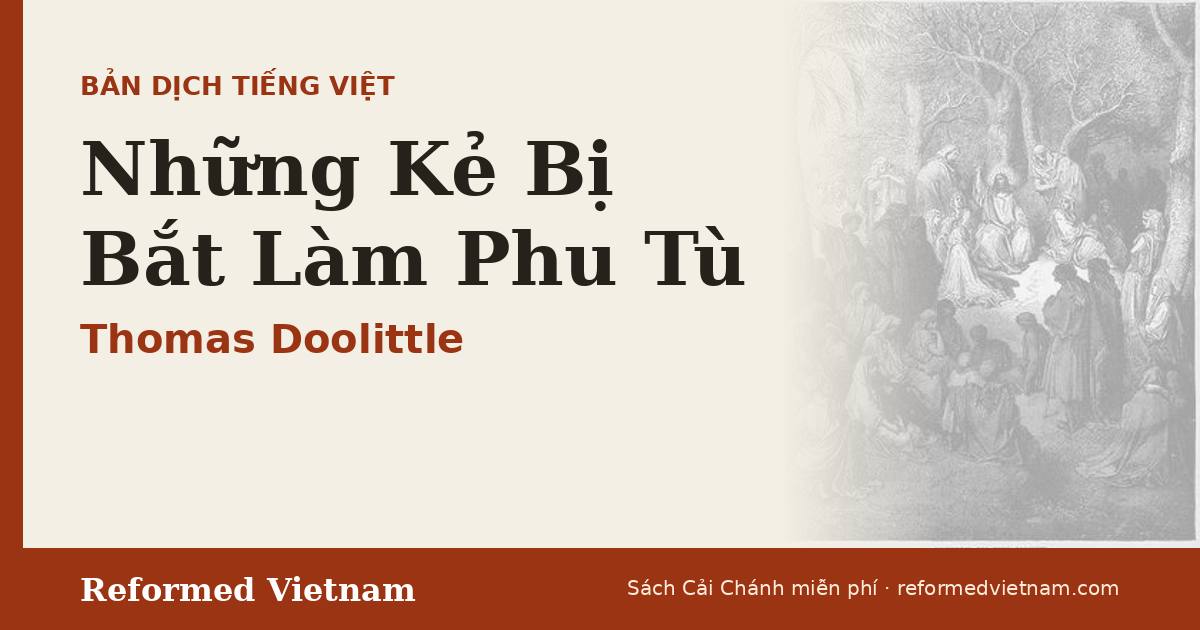 BẢN DỊCH TIẾNG VIỆT
Những Kẻ Bị
Bắt Làm Phu Tù
Thomas Doolittle
Reformed Vietnam
Sách Cải Chánh miễn phí · reformedvietnam.com